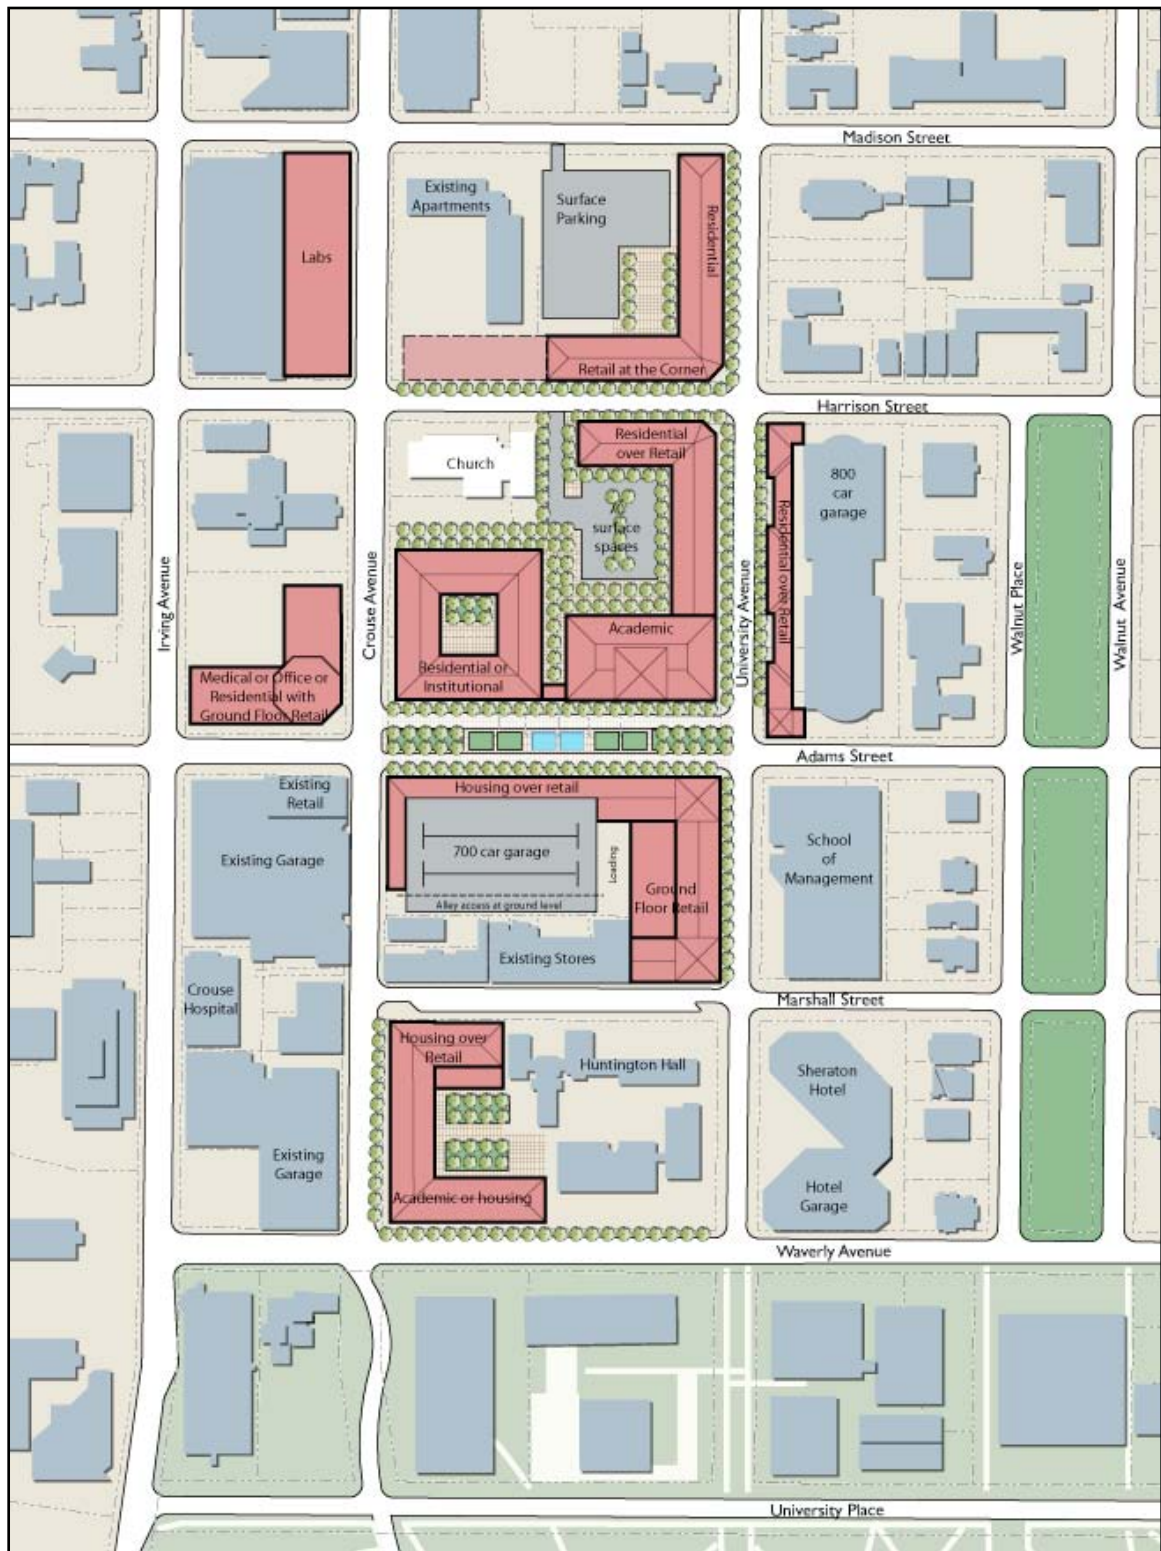 Madison Street
Existing
Apartments
Surface
Parking
Residential
Labs
Retail at the Corner
Harrison Street
Residential
over Retail
Church
800
car
garage
surface
spaces
Residential over Retail
Irving Avenue
Crouse Avenue
University Avenue
Walnut Place
Walnut Avenue
Academic
Residential or
Institutional
Medical or Office or
Residential with
Ground Floor Retail
Adams Street
Existing
Retail
Housing over retail
Existing Garage
700 car garage
Loading
School
of
Management
Ground
Floor Retail
Alley access at ground level
Existing Stores
Crouse
Hospital
Marshall Street
Housing over
Retail
Huntington Hall
Sheraton
Hotel
Existing
Garage
Academic or housing
Hotel
Garage
Waverly Avenue
University Place